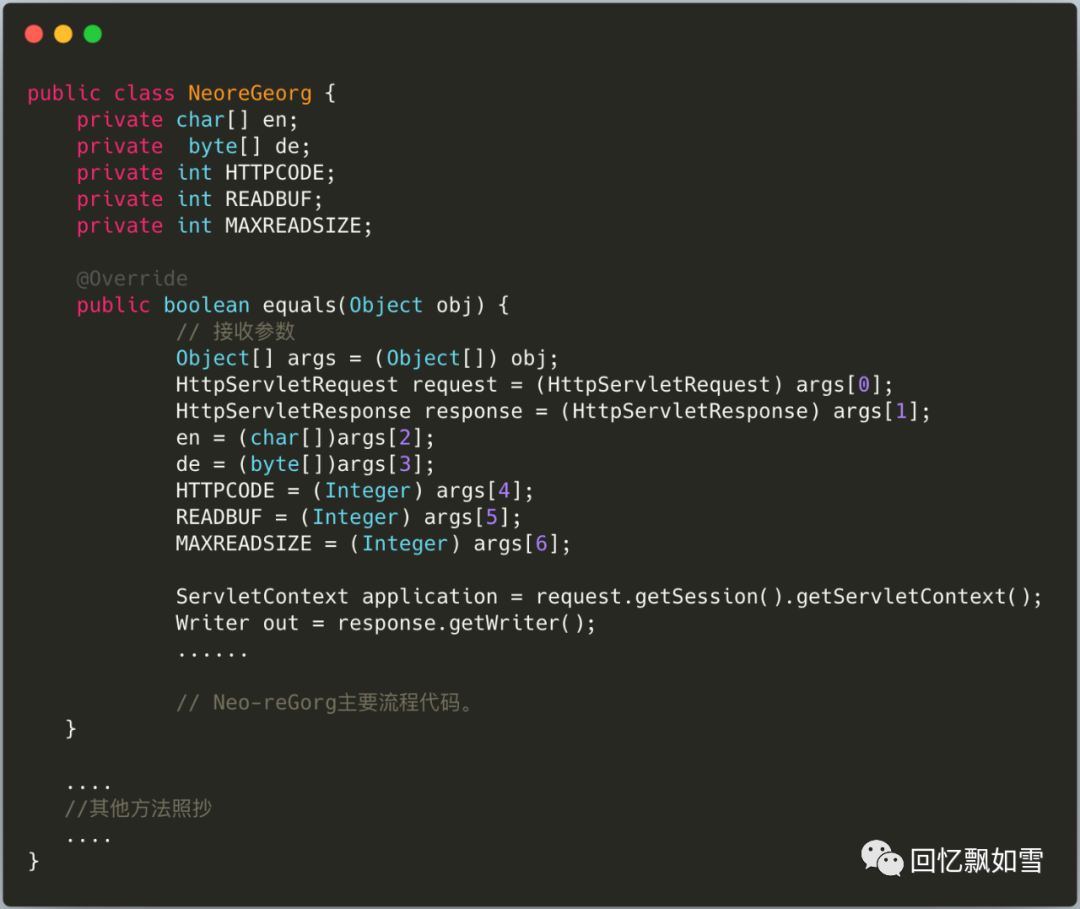 public class NeoreGeorg {
    private char[] en;
    private  byte[] de;
    private int HTTPCODE;
    private int READBUF;
    private int MAXREADSIZE;

    @Override
    public boolean equals(Object obj) {
            // 接收参数
            Object[] args = (Object[]) obj;
            HttpServletRequest request = (HttpServletRequest) args[0];
            HttpServletResponse response = (HttpServletResponse) args[1];
            en = (char[])args[2];
            de = (byte[])args[3];
            HTTPCODE = (Integer) args[4];
            READBUF = (Integer) args[5];
            MAXREADSIZE = (Integer) args[6];

            ServletContext application = request.getSession().getServletContext();
            Writer out = response.getWriter();
            ......

            // Neo-reGorg主要流程代码。
   }

   ....
   //其他方法照抄
   ....
}
回忆飘如雪